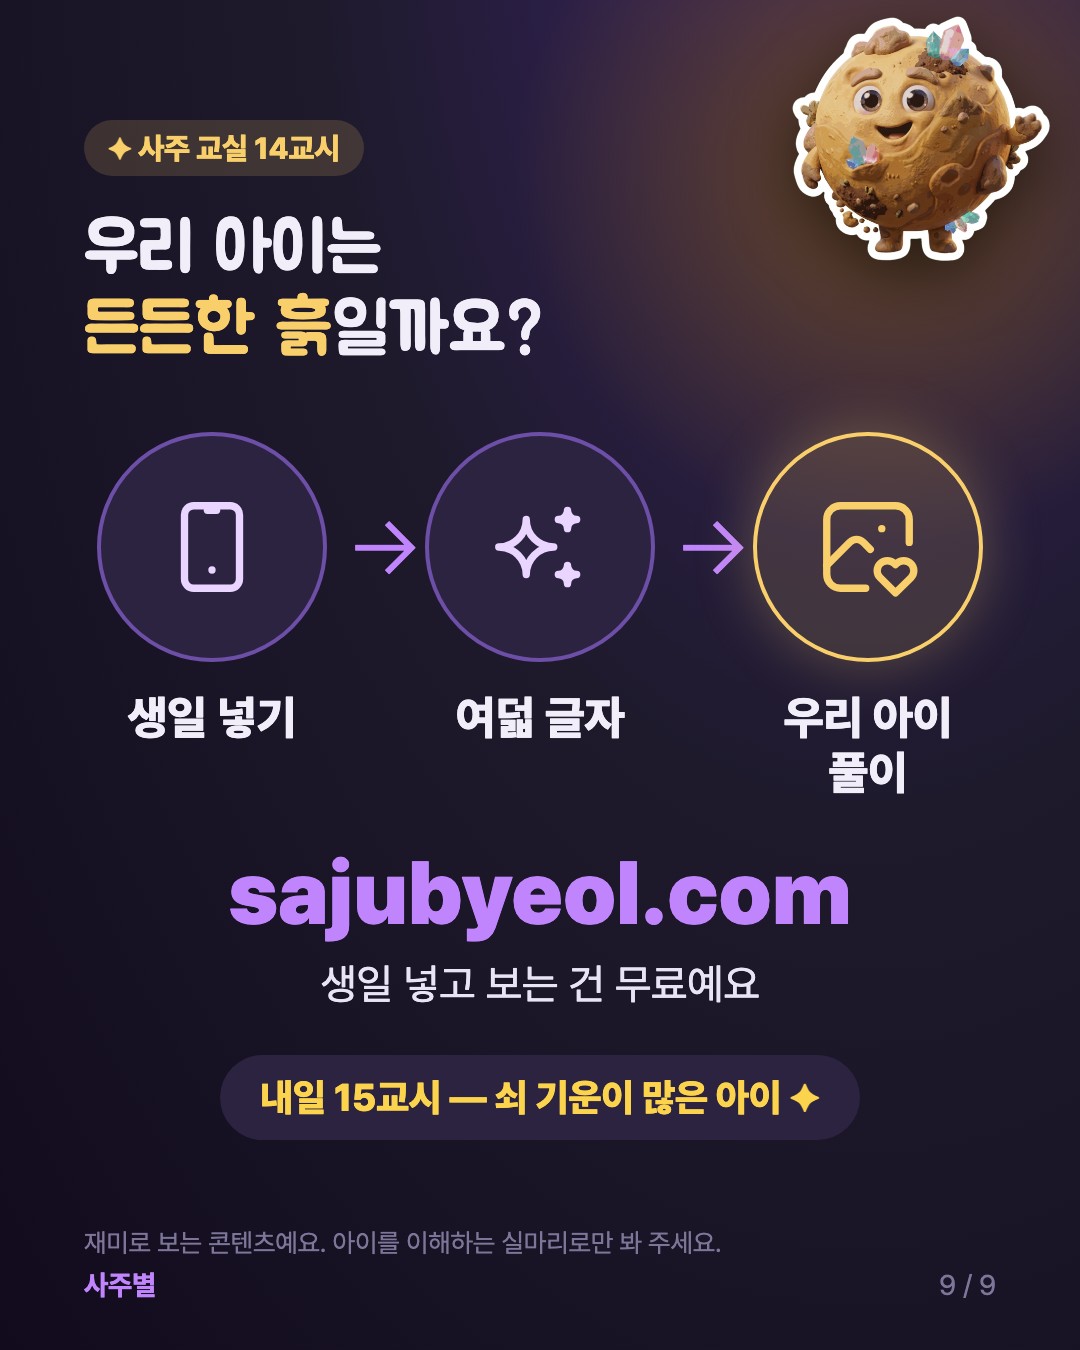 ✦ 사주 교실 14교시
우리 아이는
든든한 흙일까요?
생일 넣기
여덟 글자
우리 아이
풀이
sajubyeol.com
생일 넣고 보는 건 무료예요
내일 15교시 — 쇠 기운이 많은 아이 ✦
재미로 보는 콘텐츠예요. 아이를 이해하는 실마리로만 봐 주세요.
사주별
9 / 9